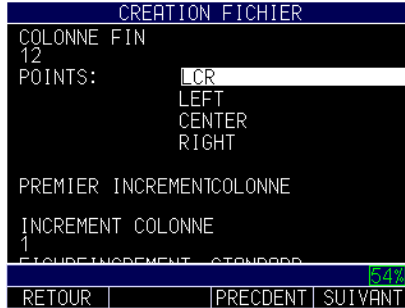 CREATION FICHIER
COLONNE FIN
12
POINTS: LCR
LEFT
CENTER
RIGHT
PREMIER INCREMENTCOLONNE
INCREMENT COLONNE
1
54%
RETOUR PRECDENT SUIVANT